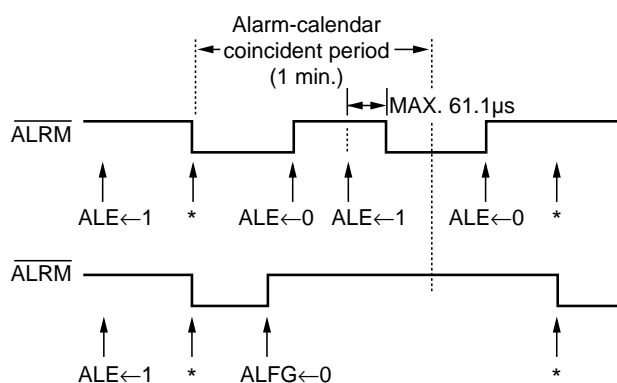 Alarm-calendar
coincident period
(1 min.)
MAX. 61.1µs
ALRM
ALE←1 * ALE←0 ALE←1 ALE←0 *
ALRM
ALE←1 * ALFG←0 *